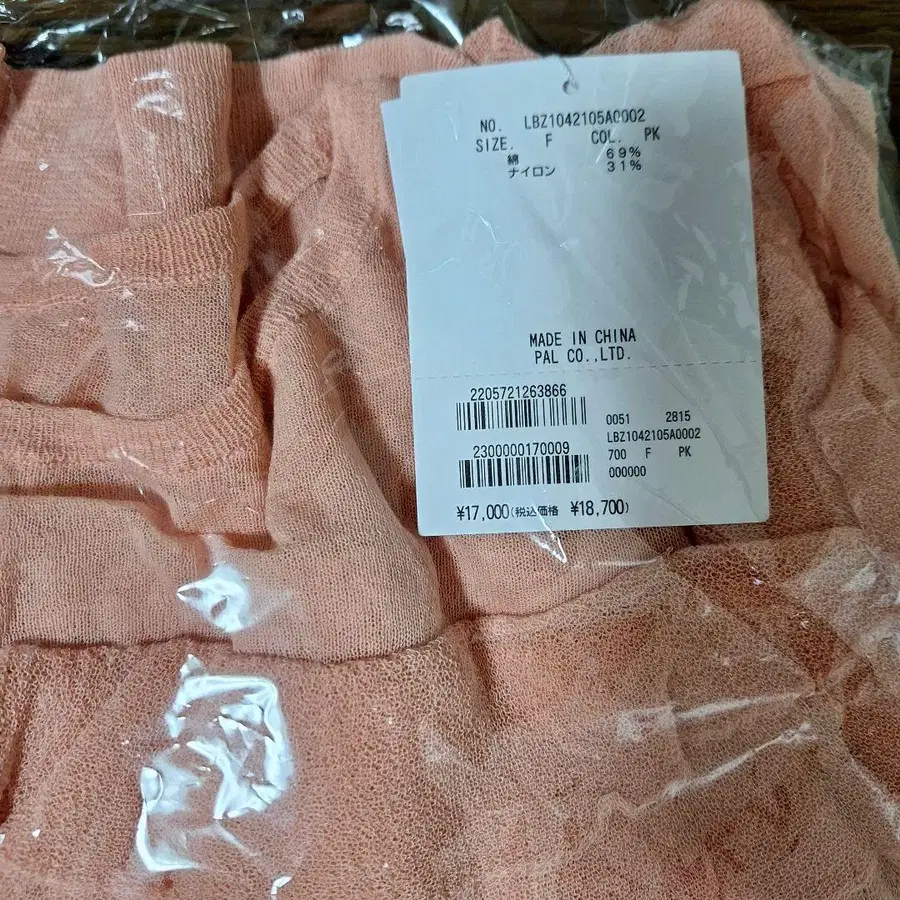 NO. LBZ1042105A0002
SIZE. F COL. PK
綿 69%
ナイロン 31%
MADE IN CHINA
PAL CO.,LTD.
2205721263866
0051 2815
LBZ1042105A0002
2300000170009
700 F PK
000000
¥17,000(税込価格 ¥18,700)